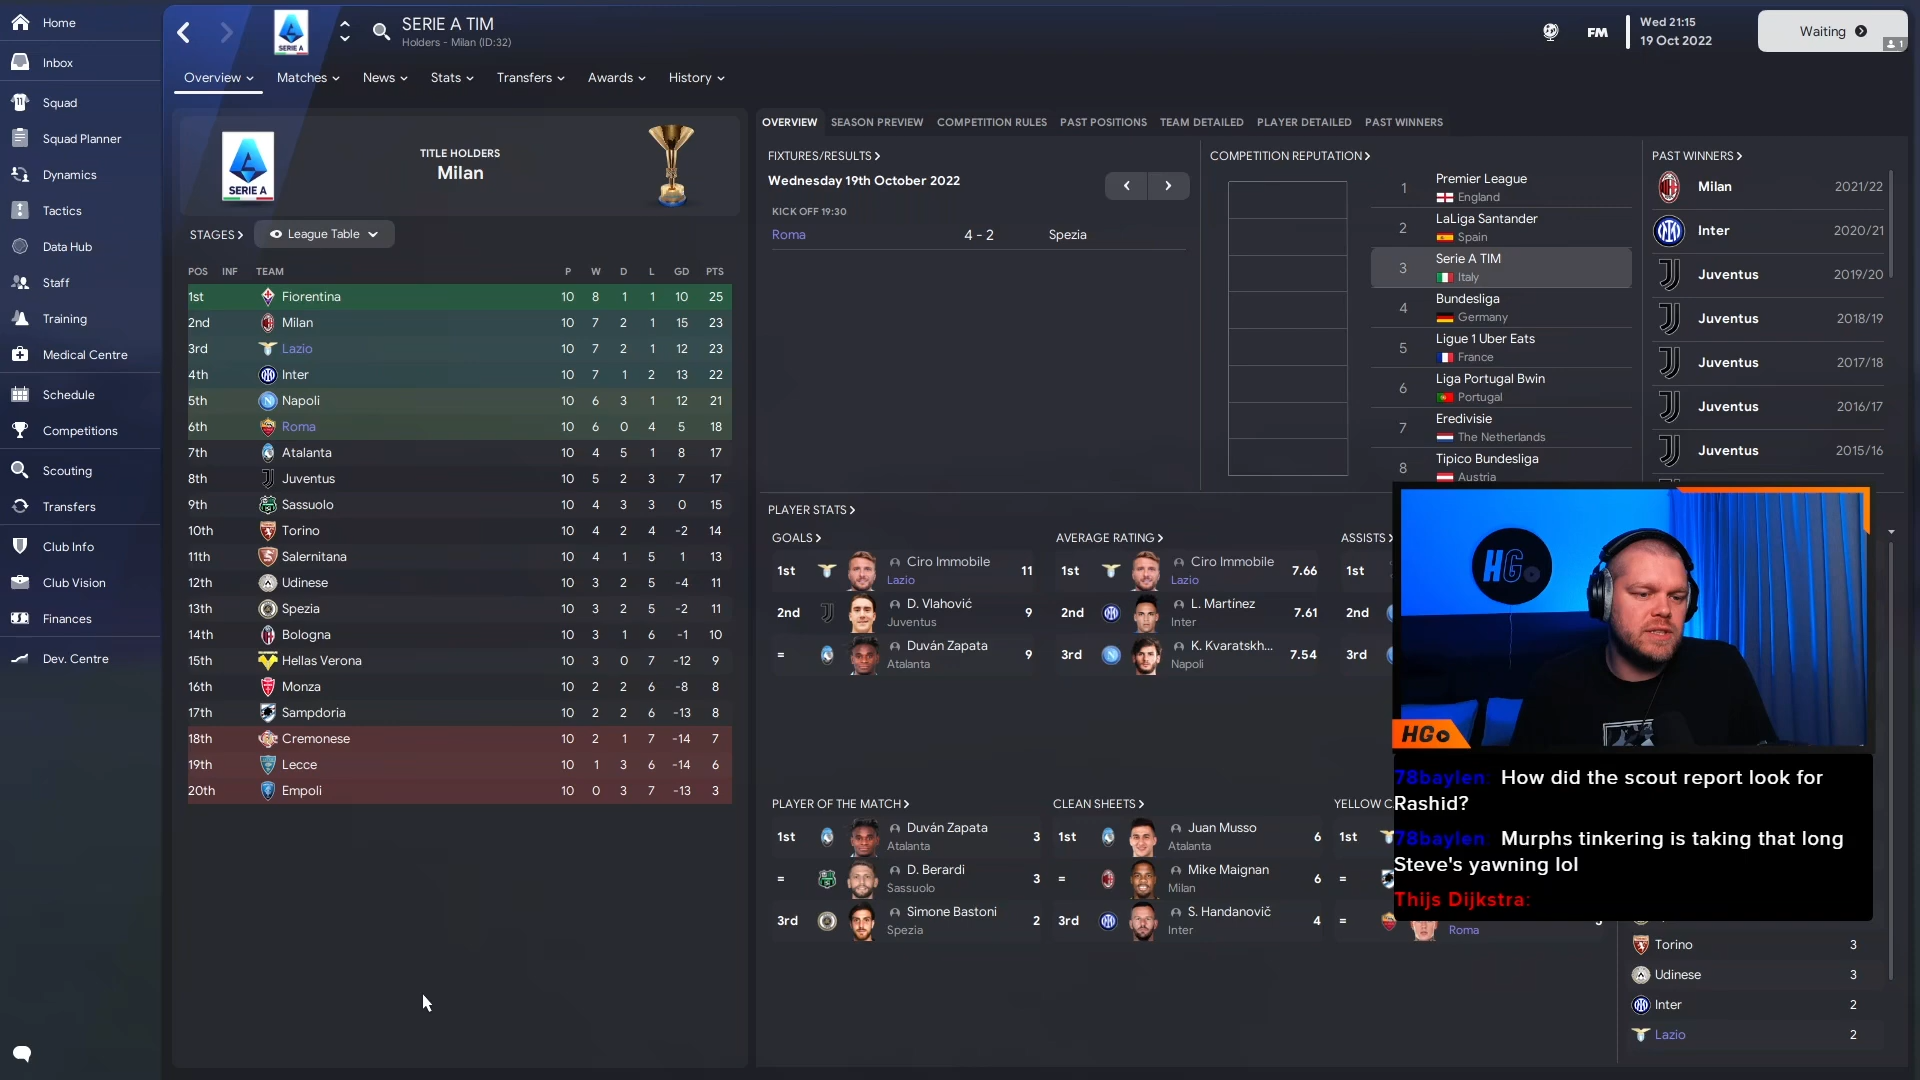 Home
Inbox
Squad
Squad Planner
Dynamics
Tactics
Data Hub
Staff
Training
Medical Centre
Schedule
Competitions
Scouting
Transfers
Club Info
Club Vision
Finances
Dev. Centre
SERIE A
SERIE A TIM
Holders - Milan (ID:32)
FM
Wed 21:15
19 Oct 2022
Waiting
1
Overview Matches News Stats Transfers Awards History
SERIE A
TITLE HOLDERS
Milan
STAGES League Table
POS INF TEAM P W D L GD PTS
1st Fiorentina 10 8 1 1 10 25
2nd Milan 10 7 2 1 15 23
3rd Lazio 10 7 2 1 12 23
4th Inter 10 7 1 2 13 22
5th Napoli 10 6 3 1 12 21
6th Roma 10 6 0 4 5 18
7th Atalanta 10 4 5 1 8 17
8th Juventus 10 5 2 3 7 17
9th Sassuolo 10 4 3 3 0 15
10th Torino 10 4 2 4 -2 14
11th Salernitana 10 4 1 5 1 13
12th Udinese 10 3 2 5 -4 11
13th Spezia 10 3 2 5 -2 11
14th Bologna 10 3 1 6 -1 10
15th Hellas Verona 10 3 0 7 -12 9
16th Monza 10 2 2 6 -8 8
17th Sampdoria 10 2 2 6 -13 8
18th Cremonese 10 2 1 7 -14 7
19th Lecce 10 1 3 6 -14 6
20th Empoli 10 0 3 7 -13 3
OVERVIEW SEASON PREVIEW COMPETITION RULES PAST POSITIONS TEAM DETAILED PLAYER DETAILED PAST WINNERS
FIXTURES/RESULTS
Wednesday 19th October 2022
KICK OFF 19:30
Roma 4 - 2 Spezia
COMPETITION REPUTATION
1 Premier League
England
2 LaLiga Santander
Spain
3 Serie A TIM
Italy
4 Bundesliga
Germany
5 Ligue 1 Uber Eats
France
6 Liga Portugal Bwin
Portugal
7 Eredivisie
The Netherlands
8 Tipico Bundesliga
Austria
PAST WINNERS
Milan 2021/22
Inter 2020/21
Juventus 2019/20
Juventus 2018/19
Juventus 2017/18
Juventus 2016/17
Juventus 2015/16
PLAYER STATS
GOALS
1st Ciro Immobile 11
Lazio
2nd D. Vlahović 9
Juventus
= Duván Zapata 9
Atalanta
AVERAGE RATING
1st Ciro Immobile 7.66
Lazio
2nd L. Martínez 7.61
Inter
3rd K. Kvaratskh... 7.54
Napoli
ASSISTS
1st
2nd
3rd
PLAYER OF THE MATCH
1st Duván Zapata 3
Atalanta
= D. Berardi 3
Sassuolo
3rd Simone Bastoni 2
Spezia
CLEAN SHEETS
1st Juan Musso 6
Atalanta
= Mike Maignan 6
Milan
3rd S. Handanovič 4
Inter
YELLOW C
1st
=
=
Roma
HG
HG
78baylen: How did the scout report look for
Rashid?
78baylen: Murphs tinkering is taking that long
Steve's yawning lol
Thijs Dijkstra:
Torino 3
Udinese 3
Inter 2
Lazio 2